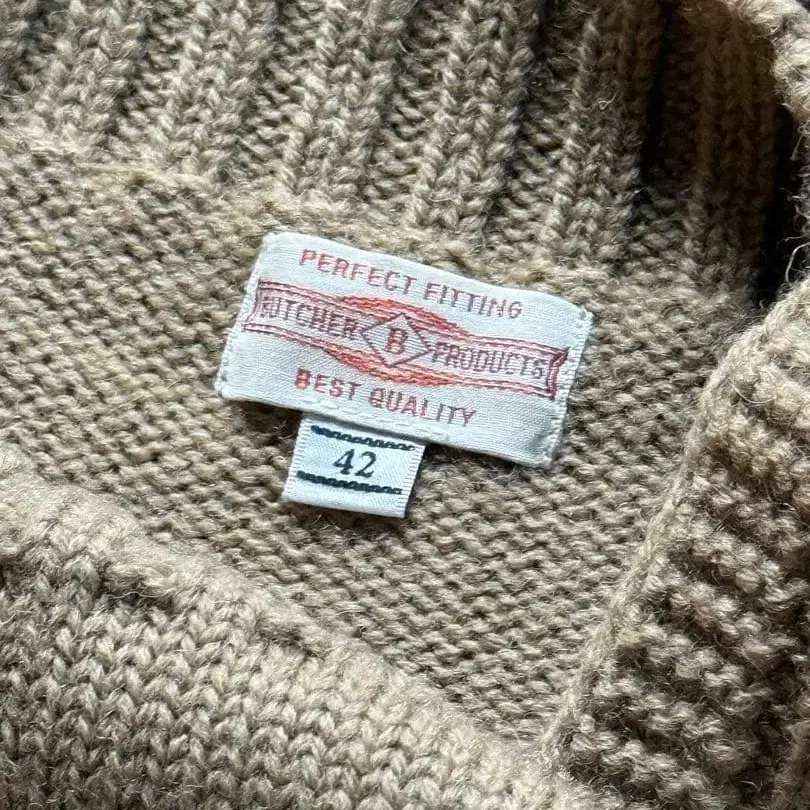 PERFECT FITTING
BUTCHER B PRODUCTS
BEST QUALITY
42